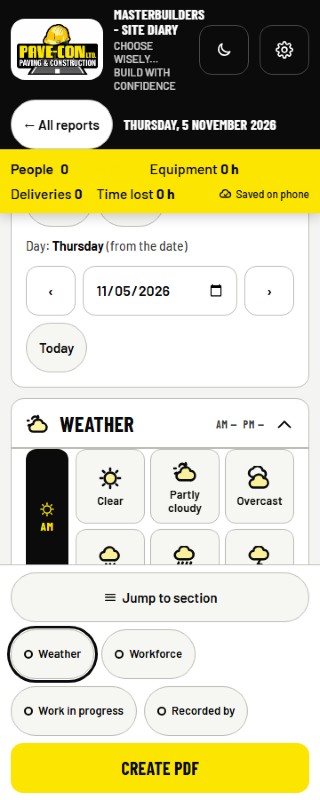 PAVE-CON LTD.
PAVING & CONSTRUCTION
MASTERBUILDERS
- SITE DIARY
CHOOSE
WISELY...
BUILD WITH
CONFIDENCE
← All reports
THURSDAY, 5 NOVEMBER 2026
People 0
Equipment 0 h
Deliveries 0
Time lost 0 h
Saved on phone
Day: Thursday (from the date)
‹
11/05/2026
›
Today
WEATHER
AM – PM –
AM
Clear
Partly
cloudy
Overcast
Jump to section
Weather
Workforce
Work in progress
Recorded by
CREATE PDF